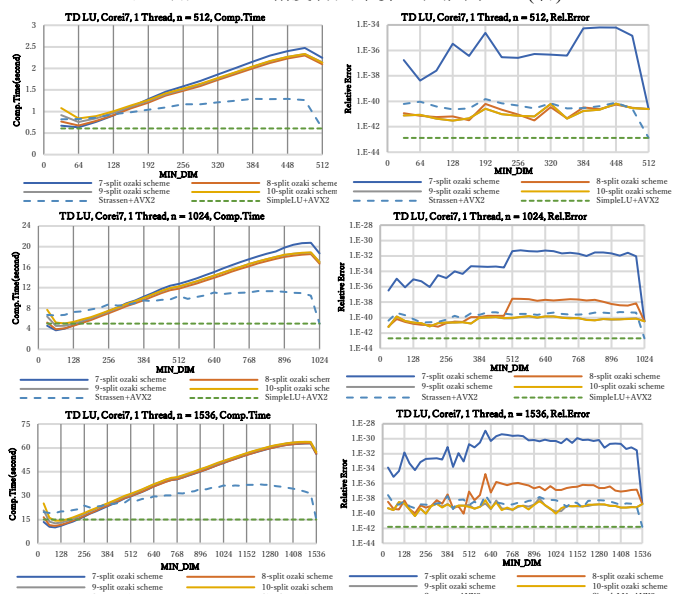 TD LU, Corei7, 1 Thread, n = 512, Comp.Time
Comp. Time(second)
3
2.5
2
1.5
1
0.5
0
0 64 128 192 256 320 384 448 512
MIN_DIM
7-split ozaki scheme 8-split ozaki scheme
9-split ozaki scheme 10-split ozaki scheme
Strassen+AVX2 SimpleLU+AVX2
TD LU, Corei7, 1 Thread, n = 512, Rel.Error
Relative Error
1.E-34
1.E-36
1.E-38
1.E-40
1.E-42
1.E-44
0 64 128 192 256 320 384 448 512
MIN_DIM
7-split ozaki scheme 8-split ozaki scheme
9-split ozaki scheme 10-split ozaki scheme
Strassen+AVX2 SimpleLU+AVX2
TD LU, Corei7, 1 Thread, n = 1024, Comp.Time
Comp. Time(second)
24
20
16
12
8
4
0
0 128 256 384 512 640 768 896 1024
MIN_DIM
7-split ozaki scheme 8-split ozaki schem
9-split ozaki scheme 10-split ozaki schem
Strassen+AVX2 SimpleLU+AVX2
TD LU, Corei7, 1 Thread, n = 1024, Rel.Error
Relative Error
1.E-28
1.E-30
1.E-32
1.E-34
1.E-36
1.E-38
1.E-40
1.E-42
1.E-44
0 128 256 384 512 640 768 896 1024
MIN_DIM
7-split ozaki scheme 8-split ozaki scheme
9-split ozaki scheme 10-split ozaki scheme
Strassen+AVX2 SimpleLU+AVX2
TD LU, Corei7, 1 Thread, n = 1536, Comp.Time
Comp. Time(second)
75
60
45
30
15
0
0 128 256 384 512 640 768 896 1024 1152 1280 1408 1536
MIN_DIM
7-split ozaki scheme 8-split ozaki scheme
9-split ozaki scheme 10-split ozaki scheme
TD LU, Corei7, 1 Thread, n = 1536, Rel.Error
Relative Error
1.E-28
1.E-30
1.E-32
1.E-34
1.E-36
1.E-38
1.E-40
1.E-42
1.E-44
0 128 256 384 512 640 768 896 1024 1152 1280 1408 1536
MIN_DIM
7-split ozaki scheme 8-split ozaki scheme
9-split ozaki scheme 10-split ozaki scheme